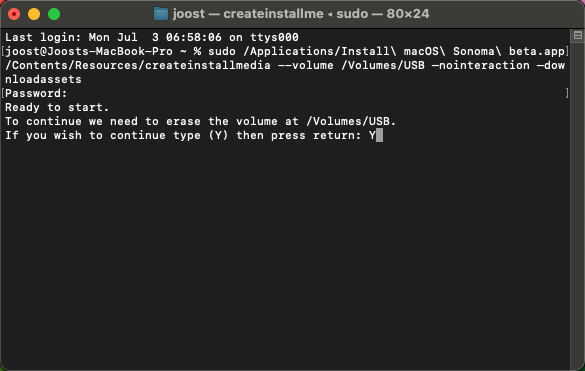 joost — createinstallme ◂ sudo — 80×24
Last login: Mon Jul  3 06:58:06 on ttys000
[joost@Joosts-MacBook-Pro ~ % sudo /Applications/Install\ macOS\ Sonoma\ beta.app]
/Contents/Resources/createinstallmedia --volume /Volumes/USB —nointeraction —dow
nloadassets
[Password:                                                                       ]
Ready to start.
To continue we need to erase the volume at /Volumes/USB.
If you wish to continue type (Y) then press return: Y